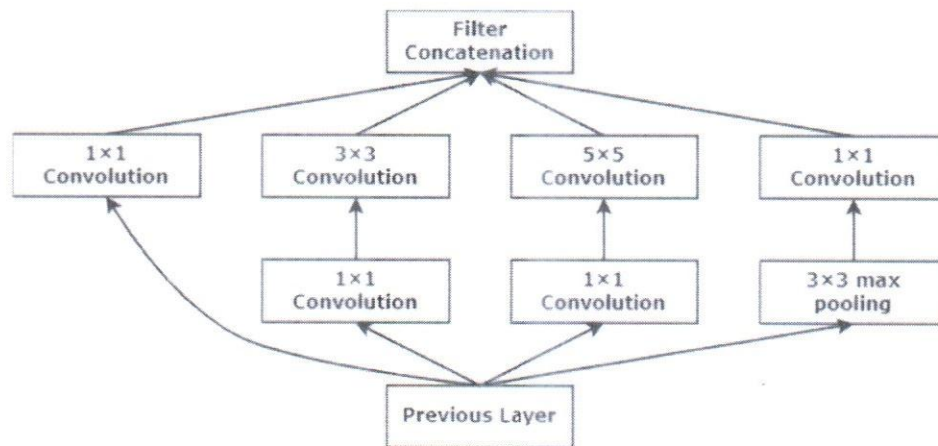 Filter
Concatenation
1×1
Convolution
3×3
Convolution
5×5
Convolution
1×1
Convolution
1×1
Convolution
1×1
Convolution
3×3 max
pooling
Previous Layer